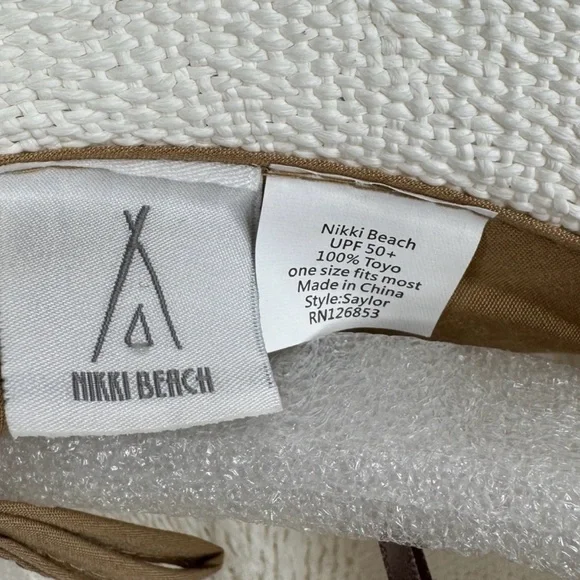 NIKKI BEACH
Nikki Beach
UPF 50+
100% Toyo
one size fits most
Made in China
Style:Saylor
RN126853